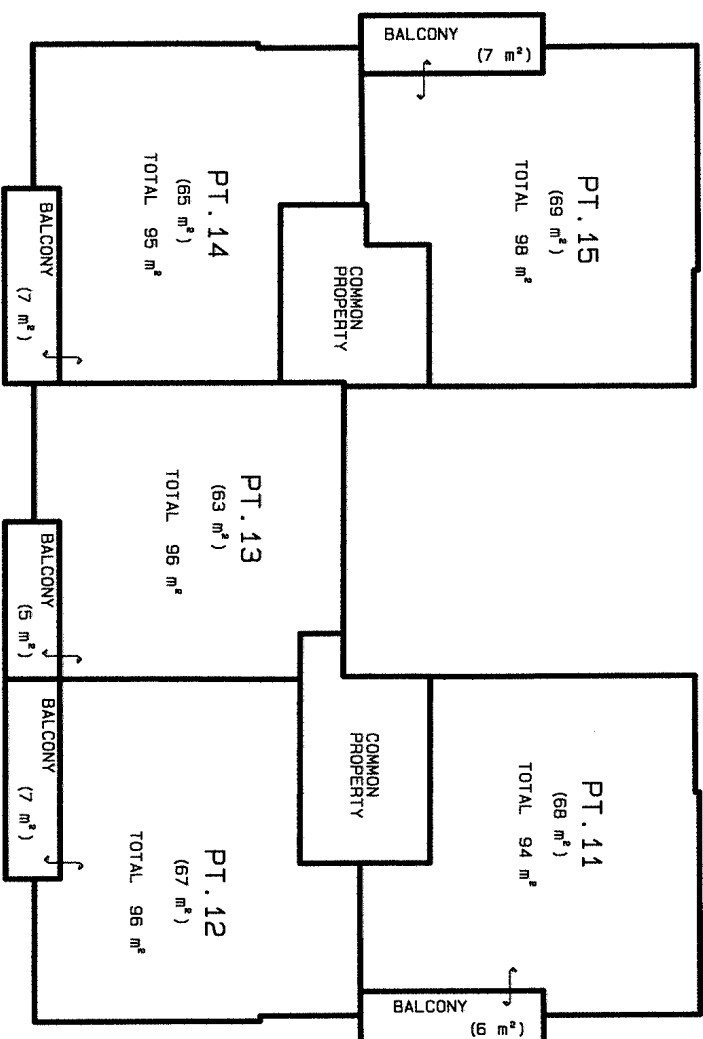 BALCONY
(7 m²)
PT.15
(69 m²)
TOTAL 98 m²
PT.14
(65 m²)
TOTAL 95 m²
COMMON
PROPERTY
BALCONY
(7 m²)
PT.13
(63 m²)
TOTAL 96 m²
BALCONY
(5 m²)
COMMON
PROPERTY
PT.11
(68 m²)
TOTAL 94 m²
BALCONY
(7 m²)
PT.12
(67 m²)
TOTAL 96 m²
BALCONY
(6 m²)